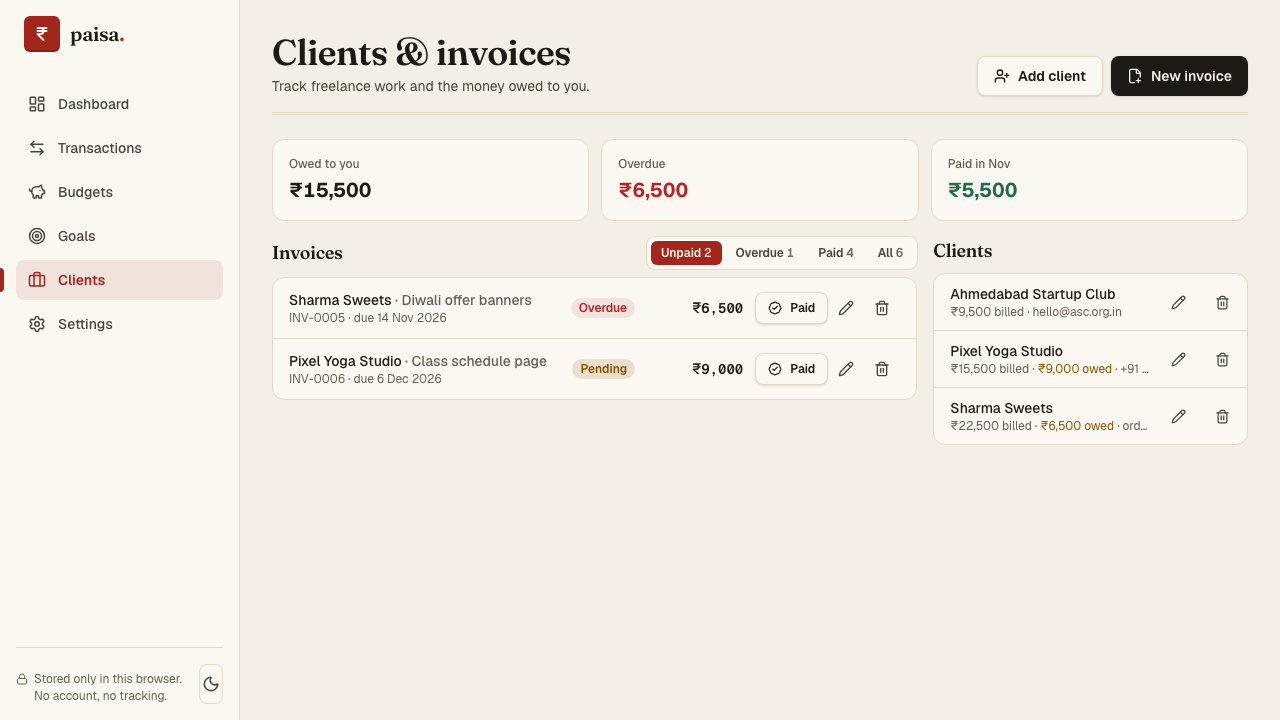 ₹ paisa.
Dashboard
Transactions
Budgets
Goals
Clients
Settings
Stored only in this browser.
No account, no tracking.
Clients & invoices
Track freelance work and the money owed to you.
Add client
New invoice
Owed to you
₹15,500
Overdue
₹6,500
Paid in Nov
₹5,500
Invoices
Unpaid 2
Overdue 1
Paid 4
All 6
Sharma Sweets · Diwali offer banners
INV-0005 · due 14 Nov 2026
Overdue
₹6,500
Paid
Pixel Yoga Studio · Class schedule page
INV-0006 · due 6 Dec 2026
Pending
₹9,000
Paid
Clients
Ahmedabad Startup Club
₹9,500 billed · hello@asc.org.in
Pixel Yoga Studio
₹15,500 billed · ₹9,000 owed · +91 …
Sharma Sweets
₹22,500 billed · ₹6,500 owed · ord…